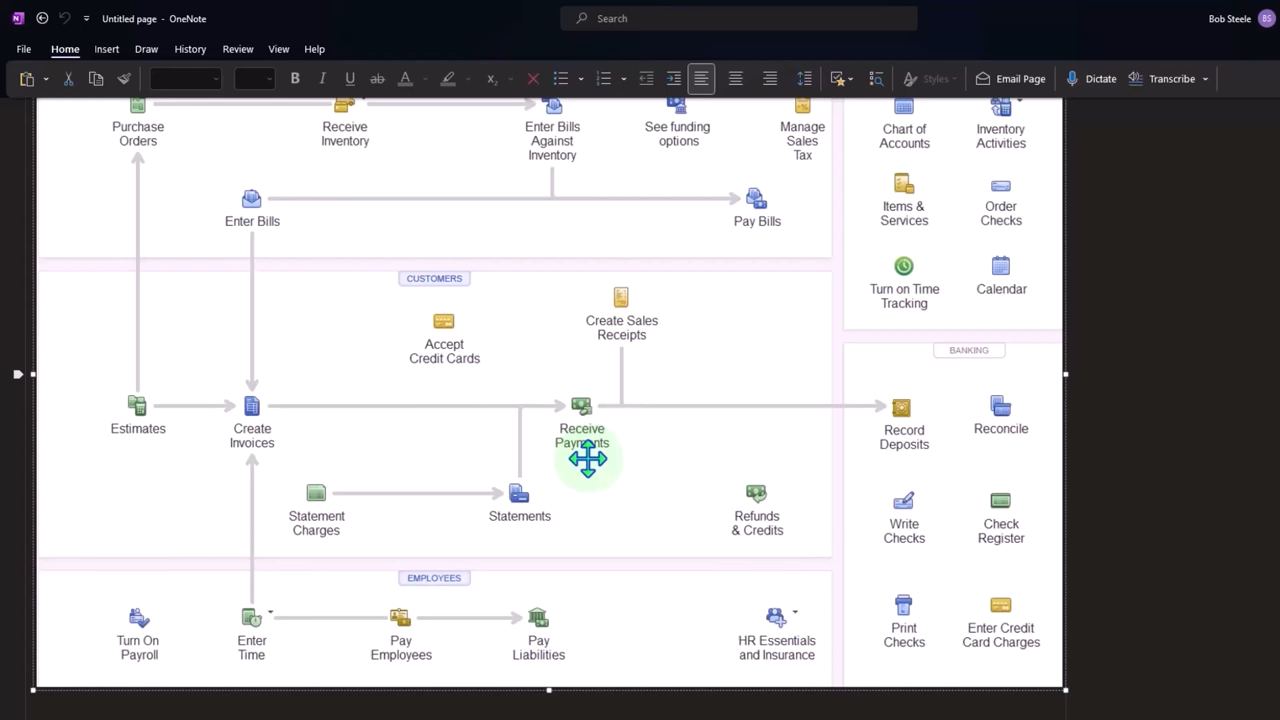 Untitled page - OneNote
Search
Bob Steele
BS
File
Home
Insert
Draw
History
Review
View
Help
Styles
Email Page
Dictate
Transcribe
Purchase
Orders
Receive
Inventory
Enter Bills
Against
Inventory
See funding
options
Manage
Sales
Tax
Enter Bills
Pay Bills
CUSTOMERS
Accept
Credit Cards
Create Sales
Receipts
Estimates
Create
Invoices
Receive
Payments
Statement
Charges
Statements
Refunds
& Credits
EMPLOYEES
Turn On
Payroll
Enter
Time
Pay
Employees
Pay
Liabilities
HR Essentials
and Insurance
Chart of
Accounts
Inventory
Activities
Items &
Services
Order
Checks
Turn on Time
Tracking
Calendar
BANKING
Record
Deposits
Reconcile
Write
Checks
Check
Register
Print
Checks
Enter Credit
Card Charges